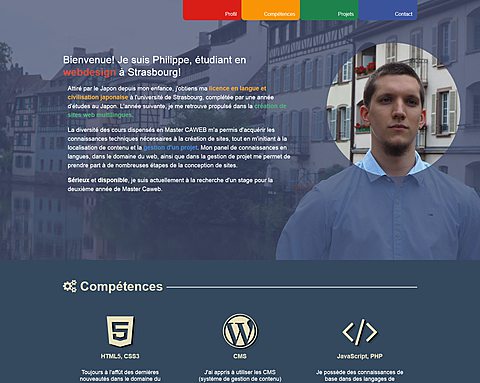 Profil
Compétences
Projets
Contact
Bienvenue! Je suis Philippe, étudiant en
webdesign à Strasbourg!
Attiré par le Japon depuis mon enfance, j'obtiens ma licence en langue et
civilisation japonaise à l'université de Strasbourg, complétée par une année
d'études au Japon. L'année suivante, je me retrouve propulsé dans la création de
sites web multilingues.
La diversité des cours dispensés en Master CAWEB m'a permis d'acquérir les
connaissances techniques nécessaires à la création de sites, tout en m'initiant à la
localisation de contenu et la gestion d'un projet. Mon panel de connaissances en
langues, dans le domaine du web, ainsi que dans la gestion de projet me permet de
prendre part à de nombreuses étapes de la conception de sites.
Sérieux et disponible, je suis actuellement à la recherche d'un stage pour la
deuxième année de Master Caweb.
Compétences
HTML5, CSS3
CMS
JavaScript, PHP
Toujours à l'affût des dernières
nouveautés dans le domaine du
J'ai appris à utiliser les CMS
(système de gestion de contenu)
Je possède des connaissances de
base dans des langages de